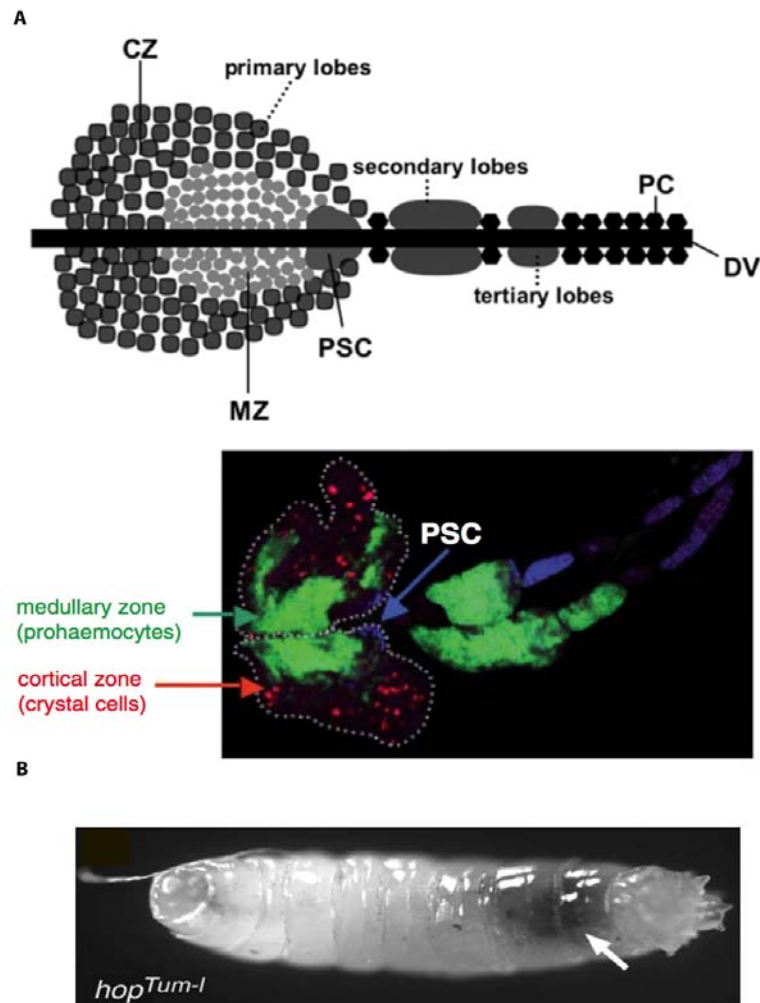 A
CZ
primary lobes
secondary lobes
PC
DV
tertiary lobes
PSC
MZ
PSC
medullary zone
(prohaemocytes)
cortical zone
(crystal cells)
B
hopTum-l